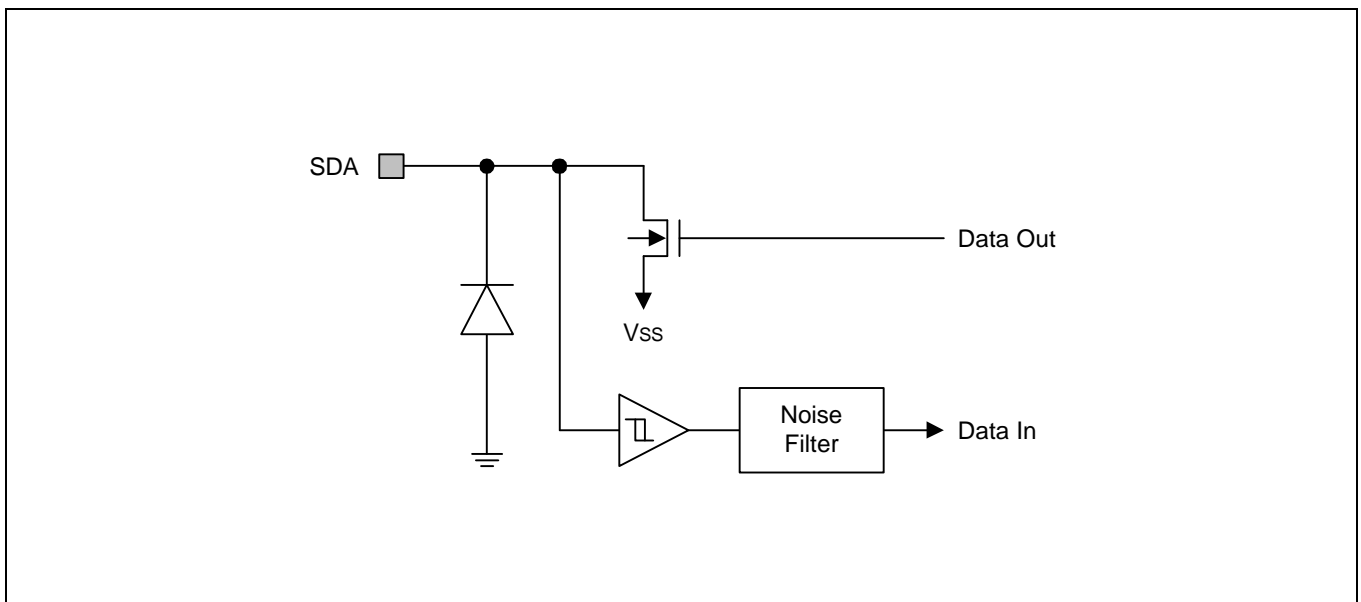 SDA
Data Out
VSS
Noise
Filter
Data In